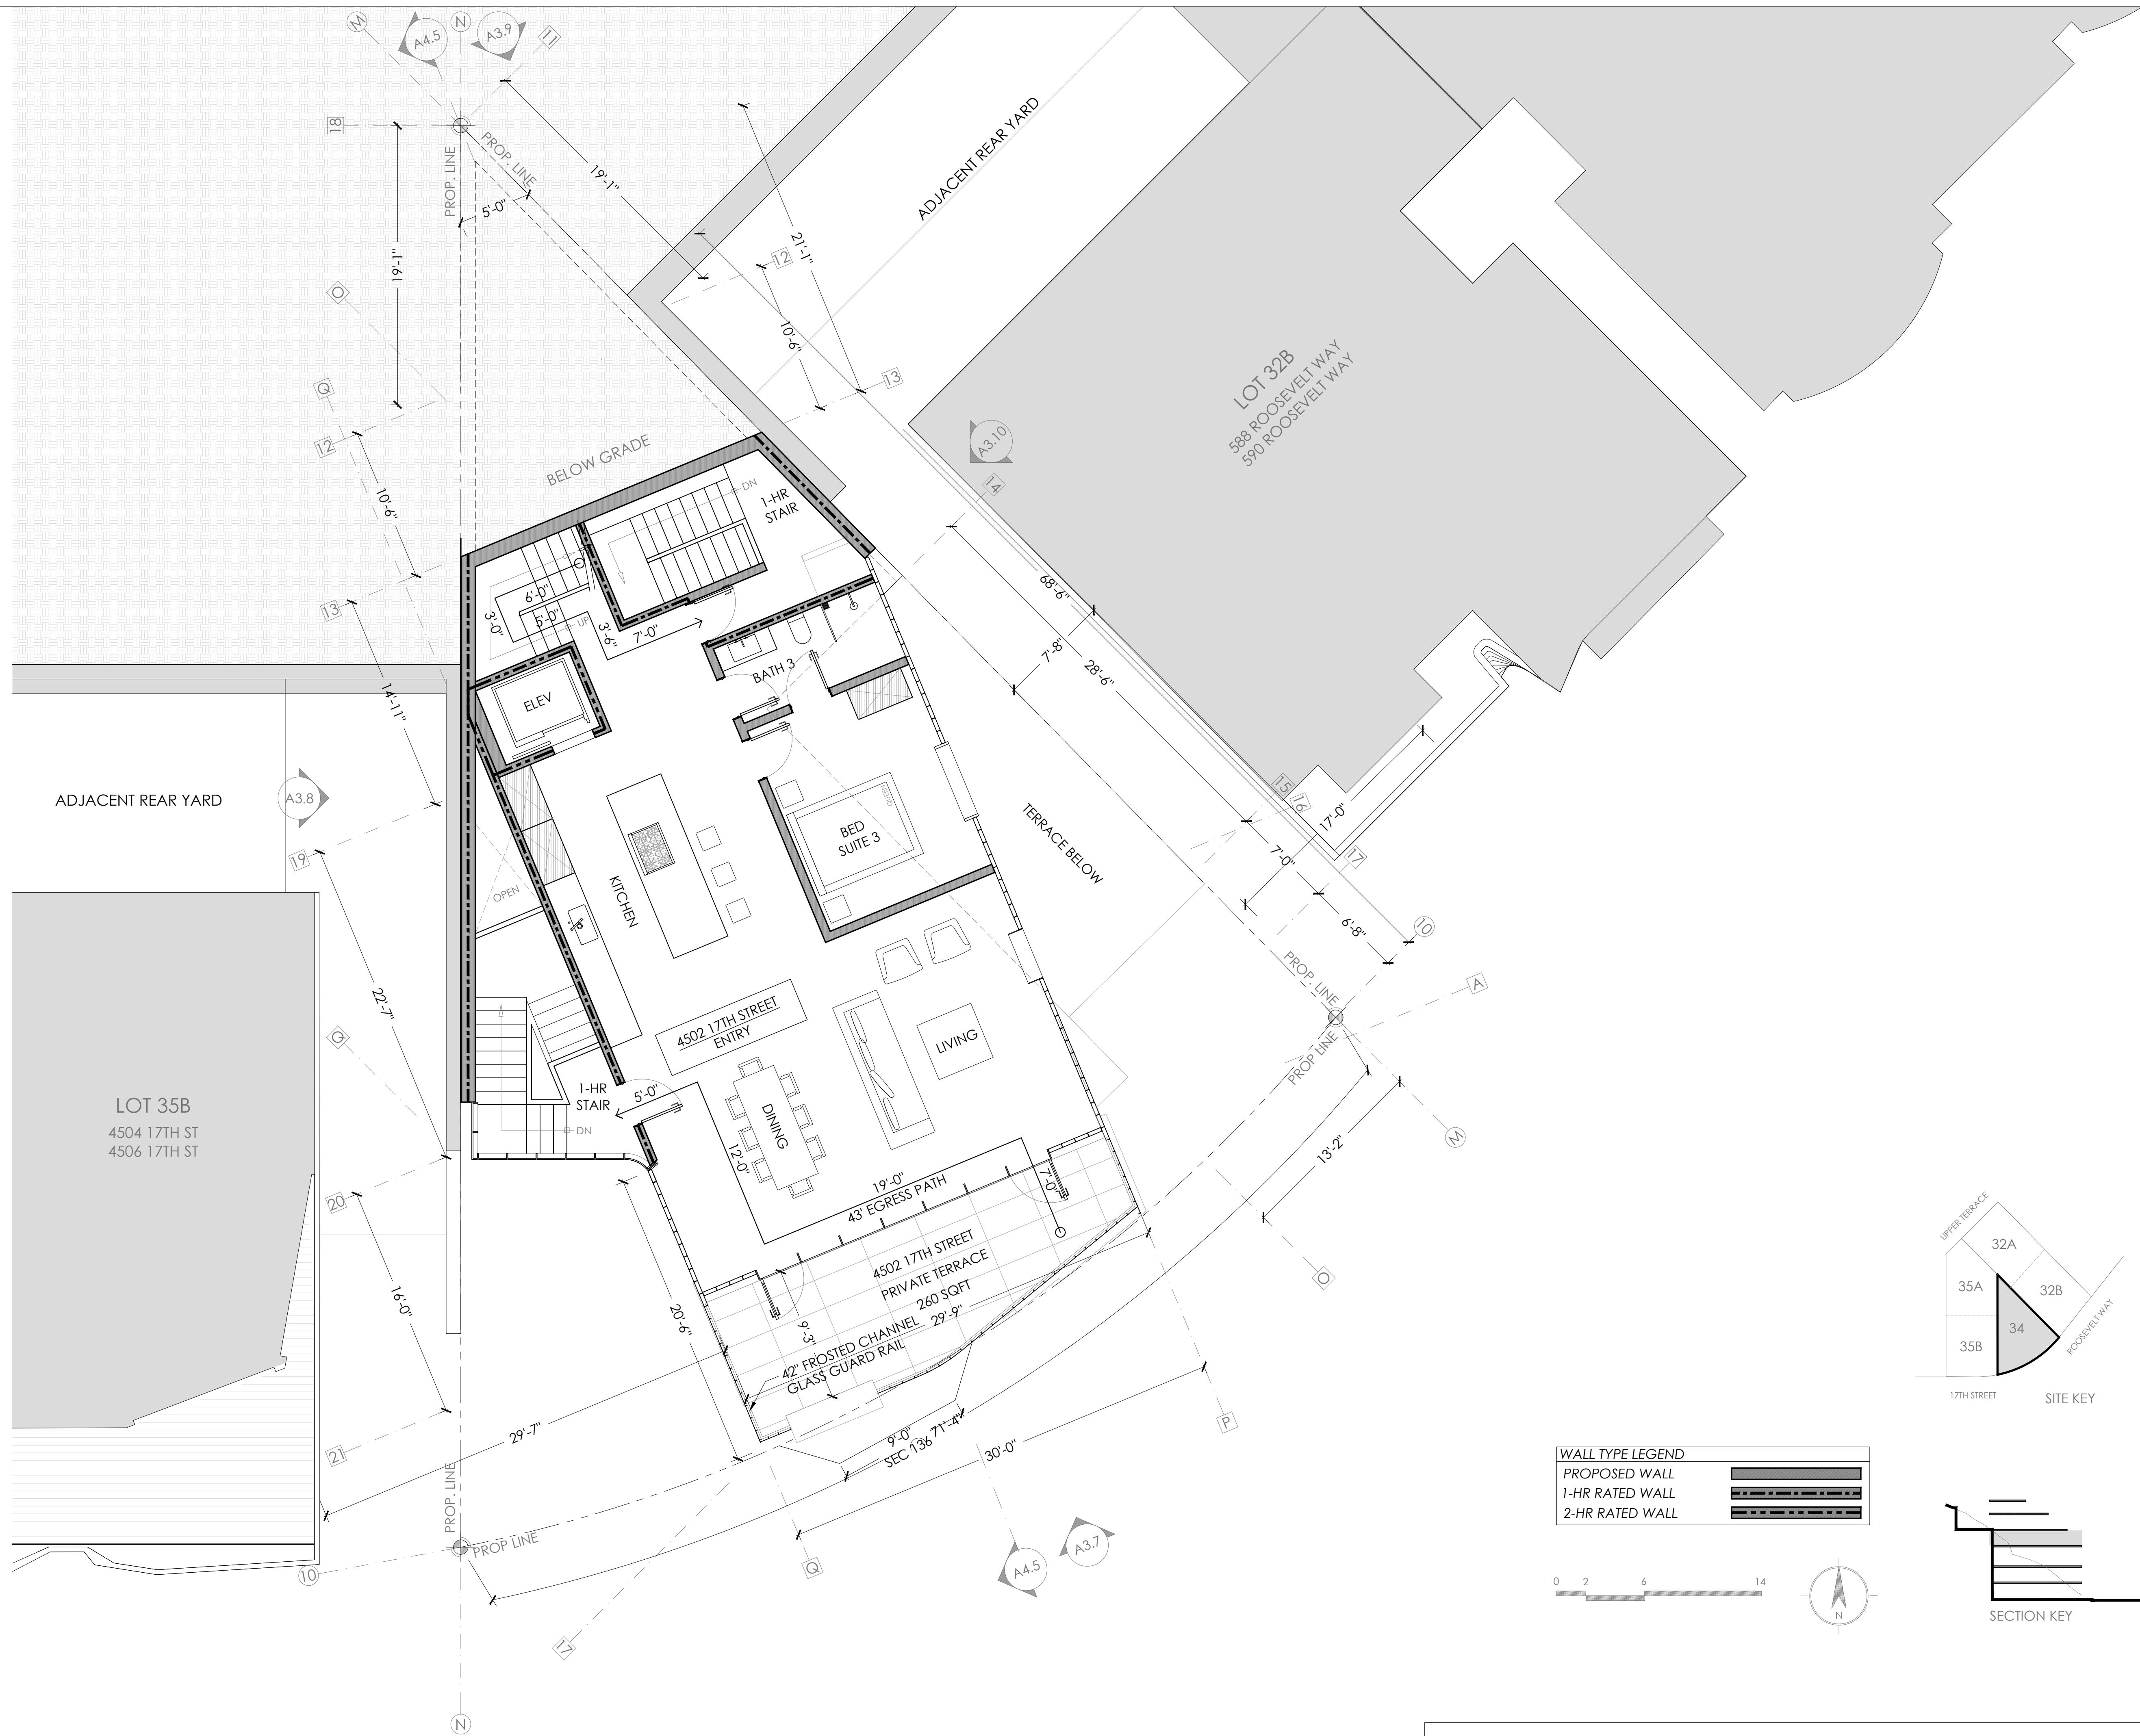 M
A4.5
N
A3.9
11
18
PROP. LINE
PROP. LINE
5'-0"
19'-1"
19'-1"
21'-1"
12
10'-6"
13
ADJACENT REAR YARD
LOT 32B
588 ROOSEVELT WAY
590 ROOSEVELT WAY
O
Q
12
10'-6"
13
BELOW GRADE
A3.10
14
DN
1-HR
STAIR
6'-0"
5'-0"
3'-0"
UP
3'-6"
7'-0"
BATH 3
ELEV
68'-6"
7'-8"
28'-6"
14'-11"
ADJACENT REAR YARD
A3.8
19
KITCHEN
QUEEN
BED
SUITE 3
TERRACE BELOW
OPEN
15
16
17'-0"
17
7'-0"
6'-8"
10
PROP. LINE
A
PROP LINE
M
22'-7"
Q
4502 17TH STREET
ENTRY
LIVING
DINING
1-HR
STAIR
5'-0"
DN
12'-0"
LOT 35B
4504 17TH ST
4506 17TH ST
20
19'-0"
43' EGRESS PATH
7'-0"
13'-2"
O
4502 17TH STREET
PRIVATE TERRACE
260 SQFT
29'-9"
9'-3"
42" FROSTED CHANNEL
GLASS GUARD RAIL
16'-0"
20'-6"
29'-7"
21
9'-0"
SEC 136 71'-4"
30'-0"
P
Q
PROP. LINE
PROP LINE
10
A4.5
A3.7
17
N
UPPER TERRACE
32A
35A
32B
34
35B
ROOSEVELT WAY
17TH STREET
SITE KEY
WALL TYPE LEGEND
PROPOSED WALL
1-HR RATED WALL
2-HR RATED WALL
0 2 6 14
N
SECTION KEY